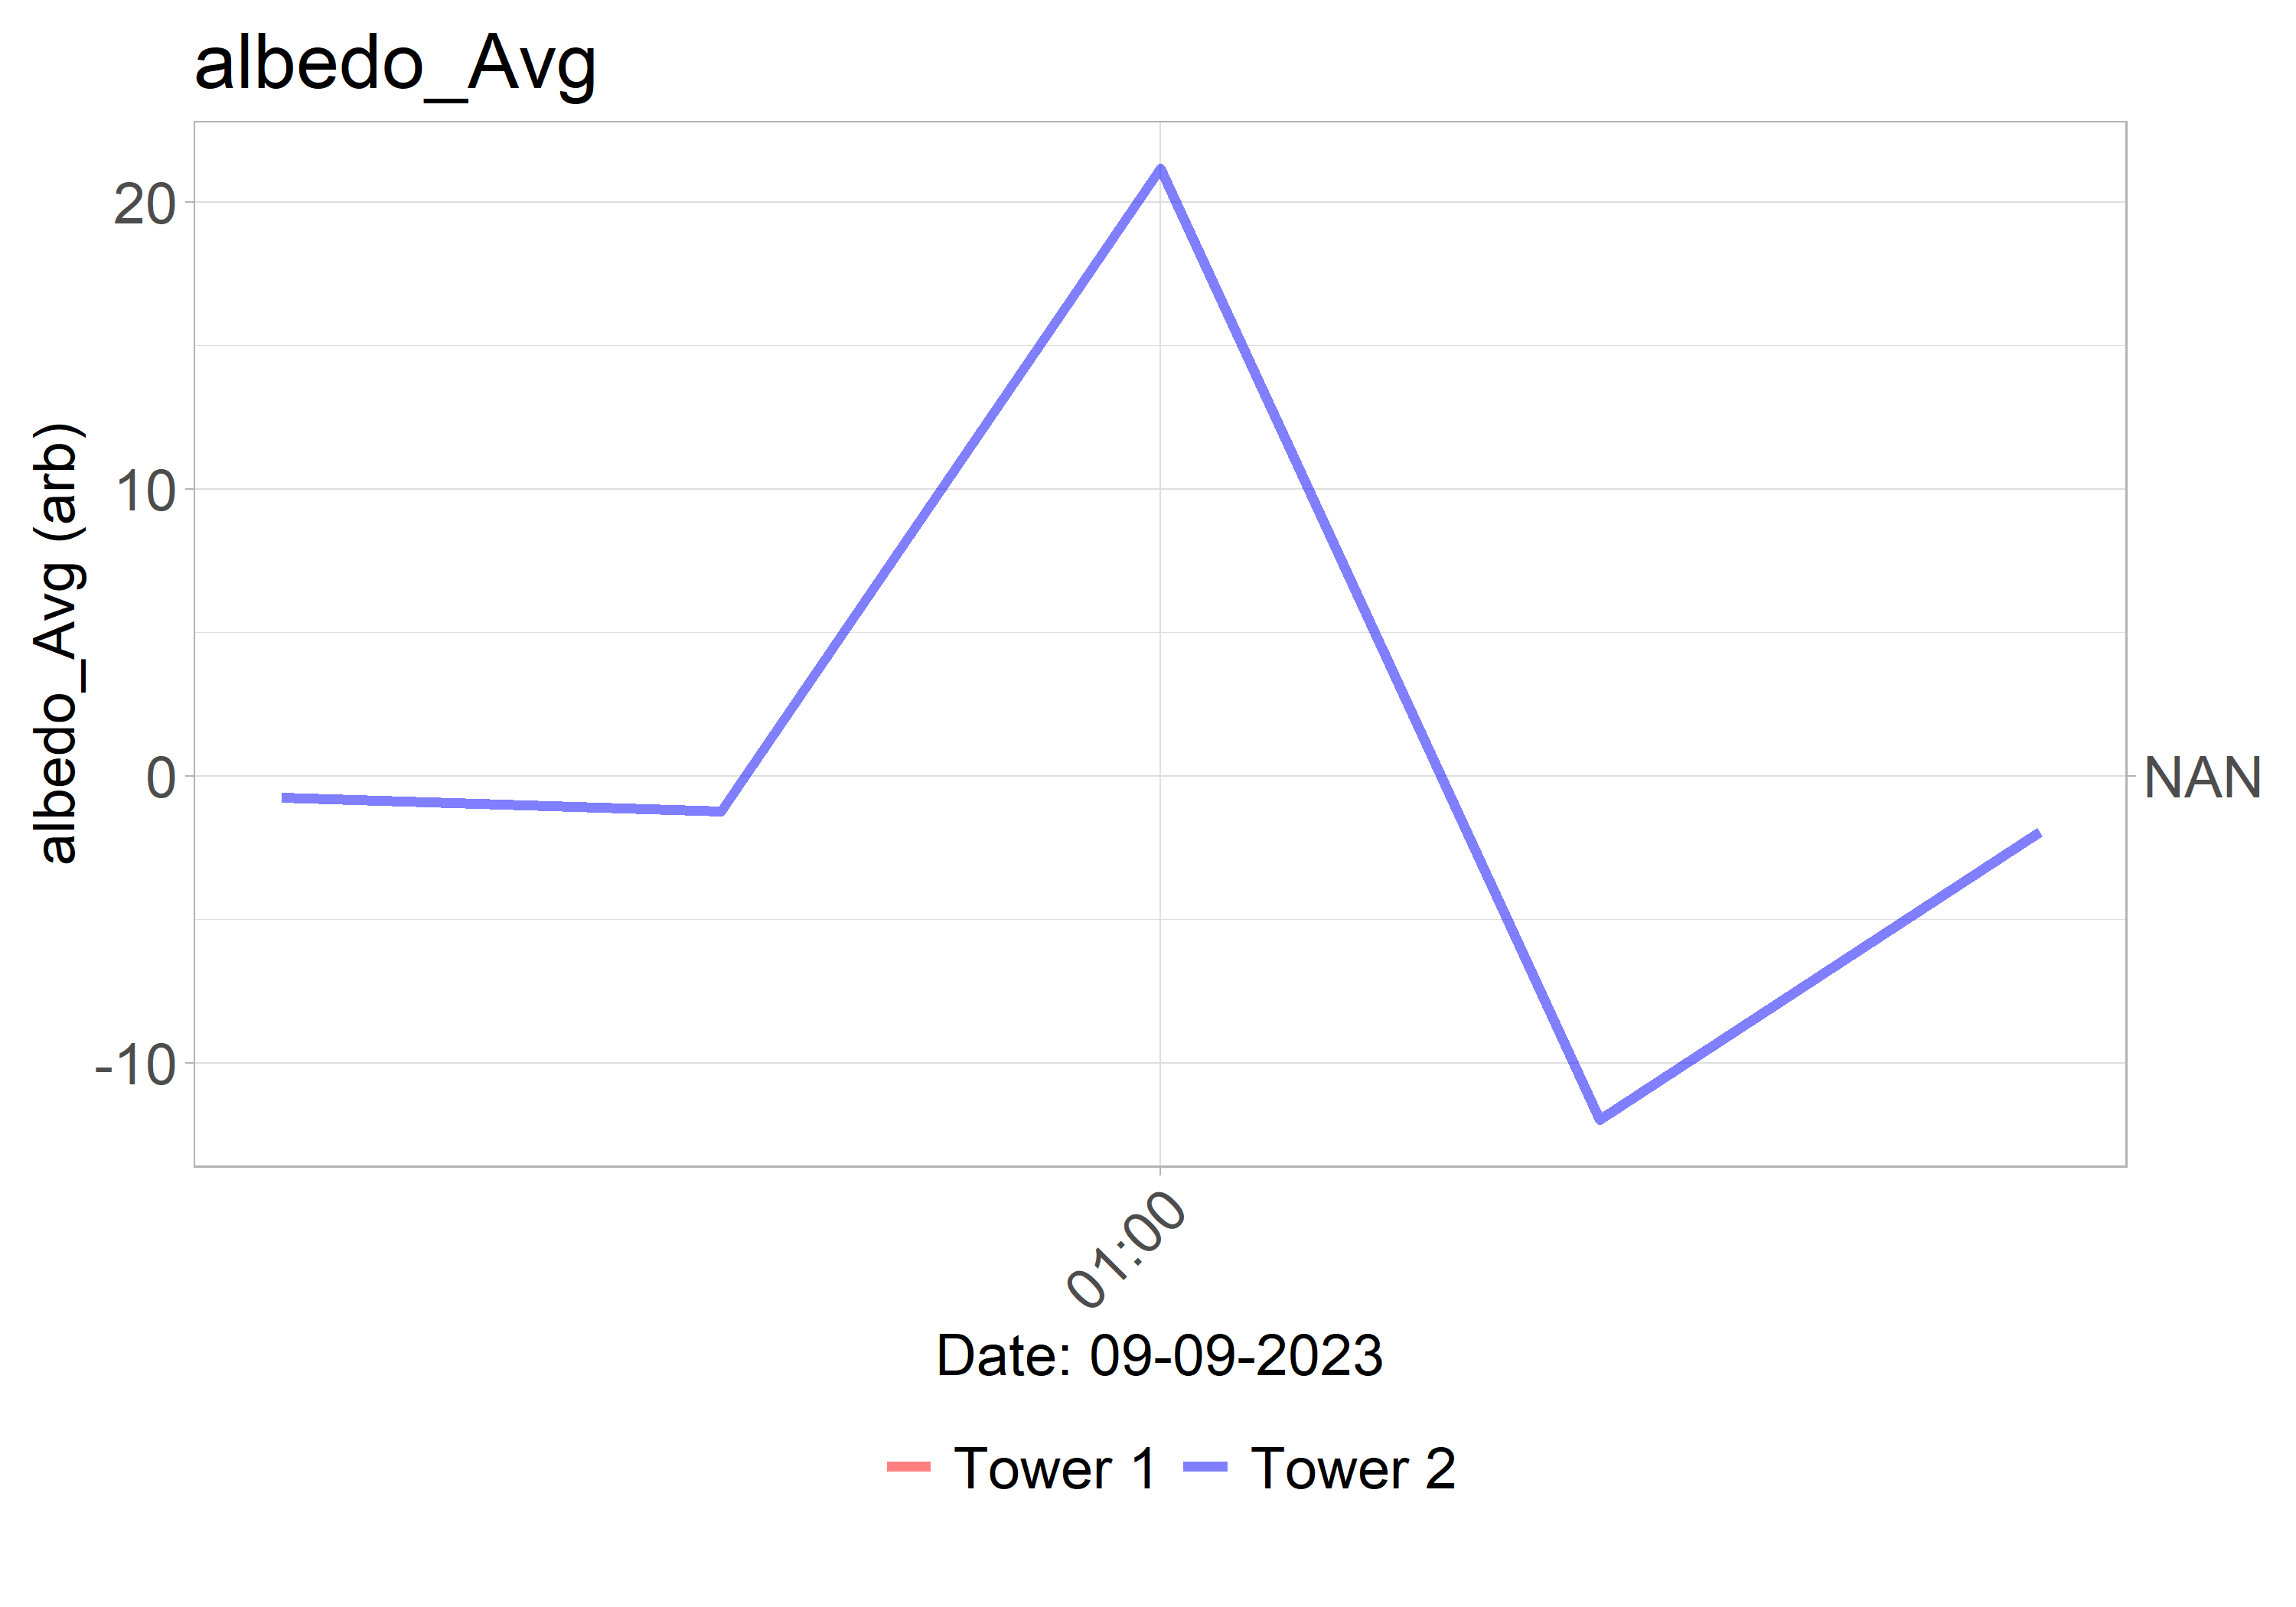 albedo_Avg
albedo_Avg (arb)
20
10
0
-10
NAN
01:00
Date: 09-09-2023
Tower 1 Tower 2